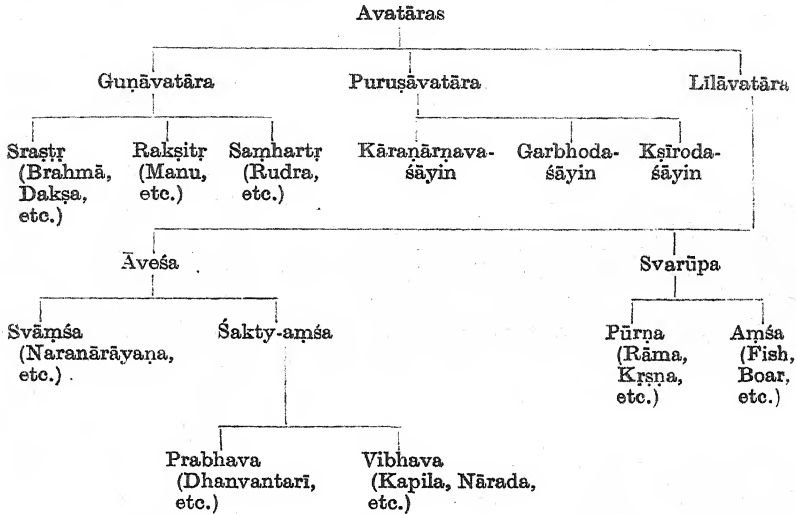 Avatāras
Guṇāvatāra Puruṣāvatāra Līlāvatāra
Sraṣṭṛ Rakṣitṛ Saṃhartṛ Kāraṇārṇava- Garbhoda- Kṣīroda-
(Brahmā, (Manu, (Rudra, śāyin śāyin śāyin
Dakṣa, etc.) etc.)
etc.)
Āveśa Svarūpa
Svāṃśa Śakty-aṃśa Pūrṇa Aṃśa
(Naranārāyaṇa, (Rāma, (Fish,
etc.) Kṛṣṇa, Boar,
etc.) etc.)
Prabhava Vibhava
(Dhanvantarī, (Kapila, Nārada,
etc.) etc.)